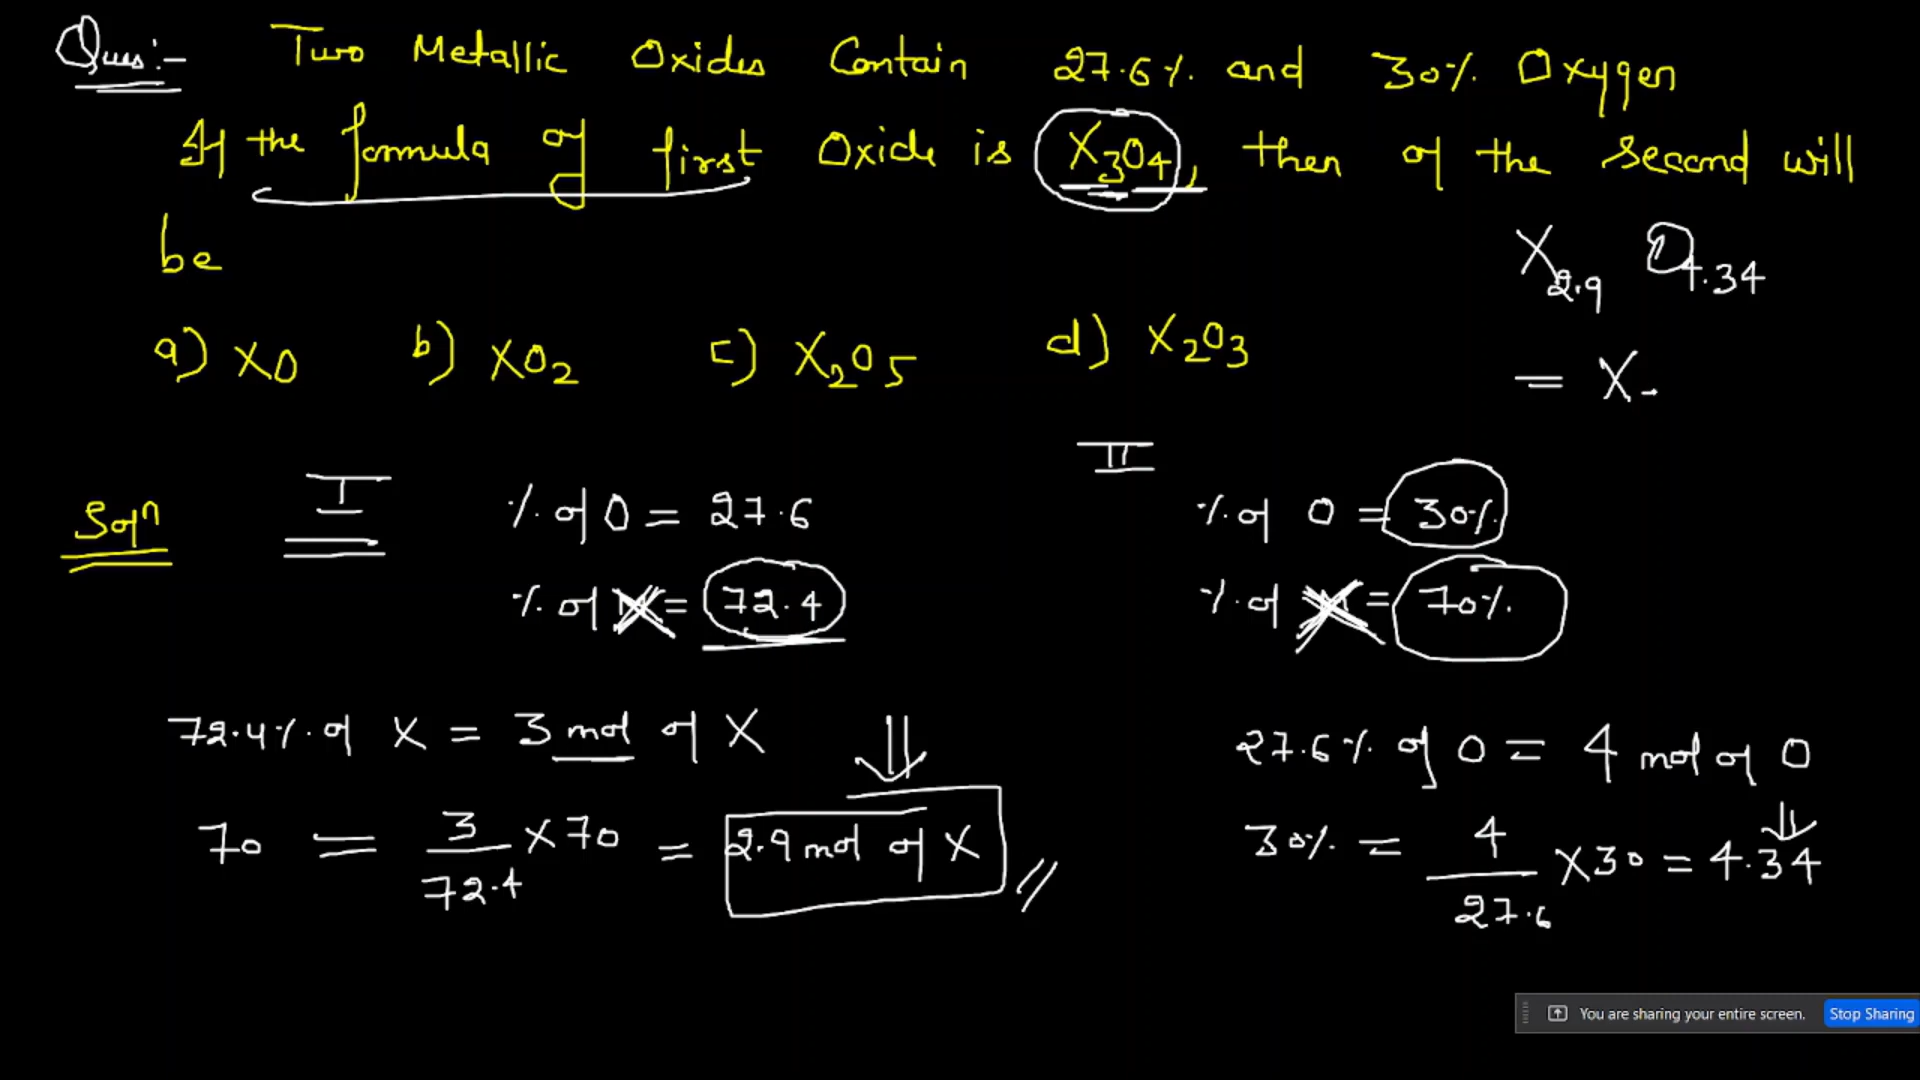 Ques:- Two Metallic Oxides Contain 27.6% and 30% Oxygen
If the formula of first Oxide is X3O4, then of the second will
be
X2.9 O4.34
a) XO b) XO2 c) X2O5 d) X2O3
= X
Soln I % of O = 27.6
% of X = 72.4
II
% of O = 30%
% of X = 70%
72.4% of X = 3 mol of X
70 = 3/72.4 x 70 = 2.9 mol of X
27.6% of O = 4 mol of O
30% = 4/27.6 x 30 = 4.34
You are sharing your entire screen. Stop Sharing